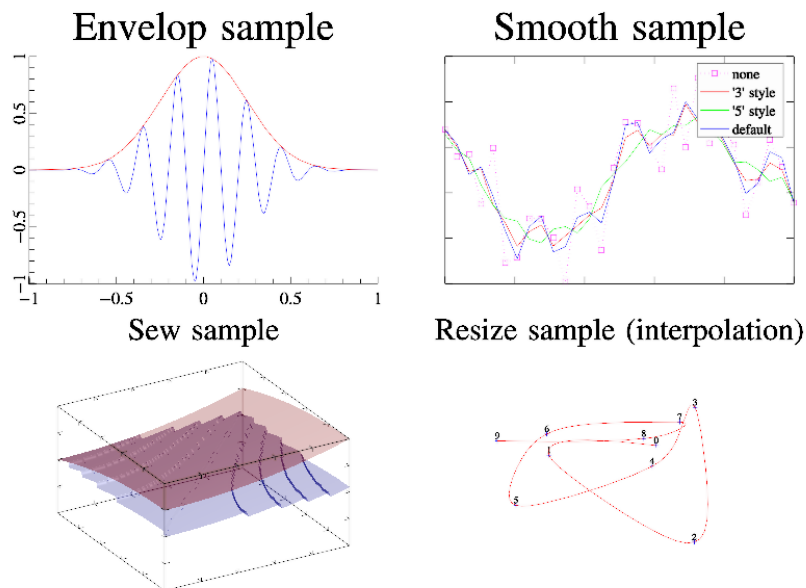 Envelop sample
1
0.5
0
−0.5
−1
−1
−0.5
0
0.5
1
Smooth sample
none
'3' style
'5' style
default
Sew sample
Resize sample (interpolation)
3
7
6
9
8
0
1
4
5
2